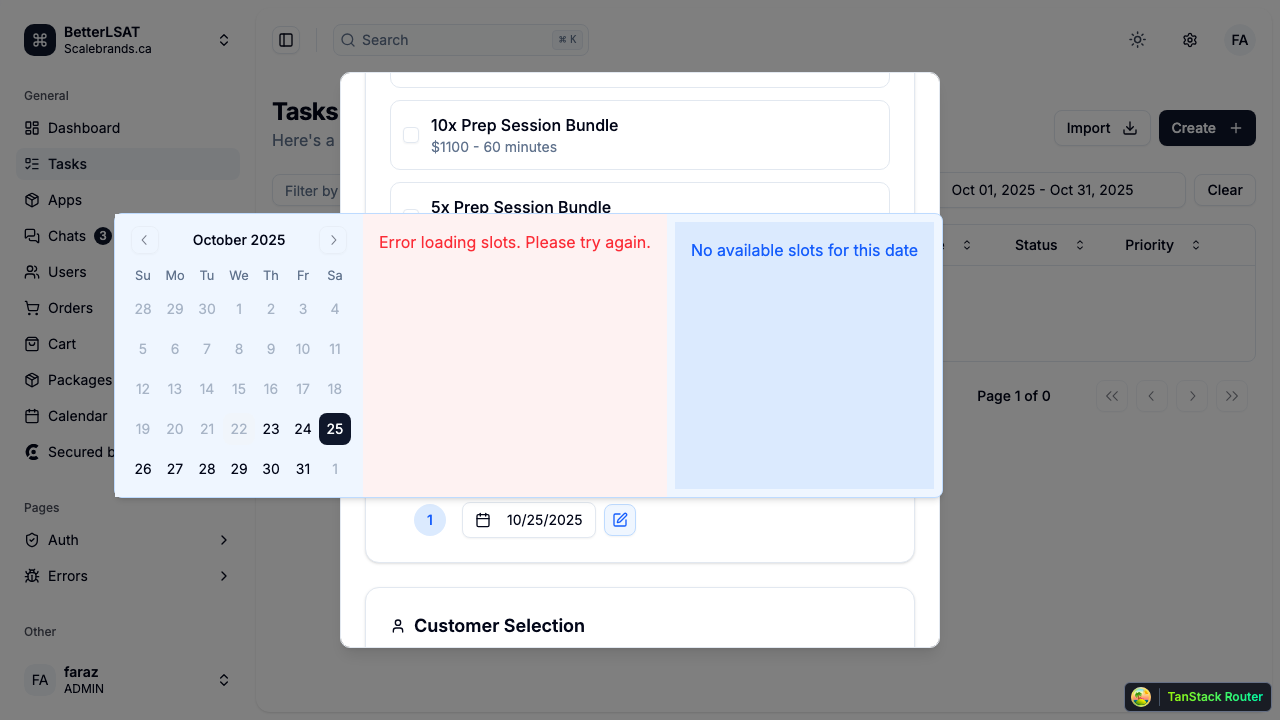 BetterLSAT
Scalebrands.ca
Search
⌘ K
FA
General
Dashboard
Tasks
Apps
Chats 3
Users
Orders
Cart
Packages
Calendar
Secured b
Pages
Auth
Errors
Other
FA
faraz
ADMIN
Tasks
Here's a
Import
Create
Filter by
Oct 01, 2025 - Oct 31, 2025
Clear
Status
Priority
Page 1 of 0
10x Prep Session Bundle
$1100 - 60 minutes
5x Prep Session Bundle
October 2025
Su Mo Tu We Th Fr Sa
28 29 30 1 2 3 4
5 6 7 8 9 10 11
12 13 14 15 16 17 18
19 20 21 22 23 24 25
26 27 28 29 30 31 1
Error loading slots. Please try again.
No available slots for this date
1
10/25/2025
Customer Selection
TanStack Router